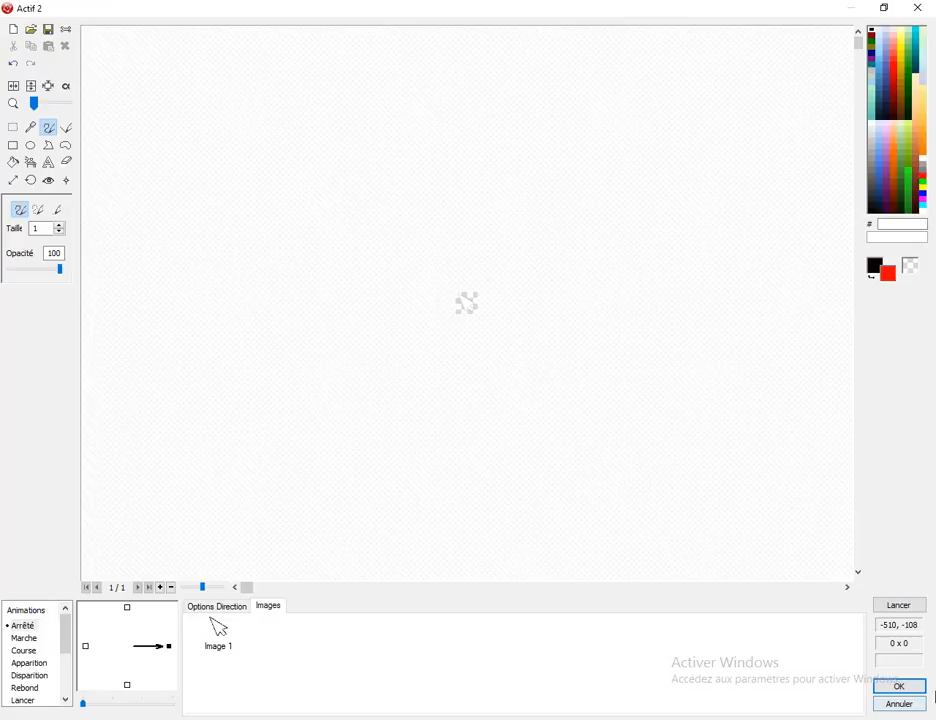 Actif 2
Taille 1
Opacité 100
#
1 / 1
Options Direction
Images
Animations
Arrêté
Marche
Course
Apparition
Disparition
Rebond
Lancer
Image 1
Activer Windows
Accédez aux paramètres pour activer Windows.
Lancer
-510, -108
0 x 0
OK
Annuler